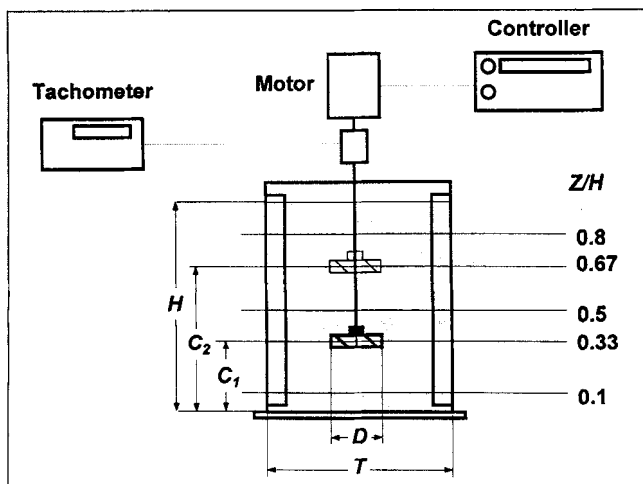 Controller
Motor
Tachometer
Z/H
0.8
0.67
H
0.5
C2
0.33
C1
0.1
D
T